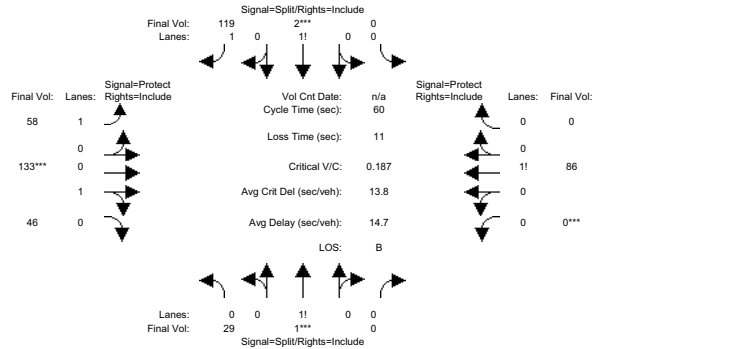 Signal=Split/Rights=Include
Final Vol: 119 2*** 0
Lanes: 1 0 1! 0 0
Signal=Protect Signal=Protect
Final Vol: Lanes: Rights=Include Vol Cnt Date: n/a Rights=Include Lanes: Final Vol:
Cycle Time (sec): 60
58 1 0 0
Loss Time (sec): 11
0 0
133*** 0 Critical V/C: 0.187 1! 86
1 Avg Crit Del (sec/veh): 13.8 0
46 0 Avg Delay (sec/veh): 14.7 0 0***
LOS: B
Lanes: 0 0 1! 0 0
Final Vol: 29 1*** 0
Signal=Split/Rights=Include